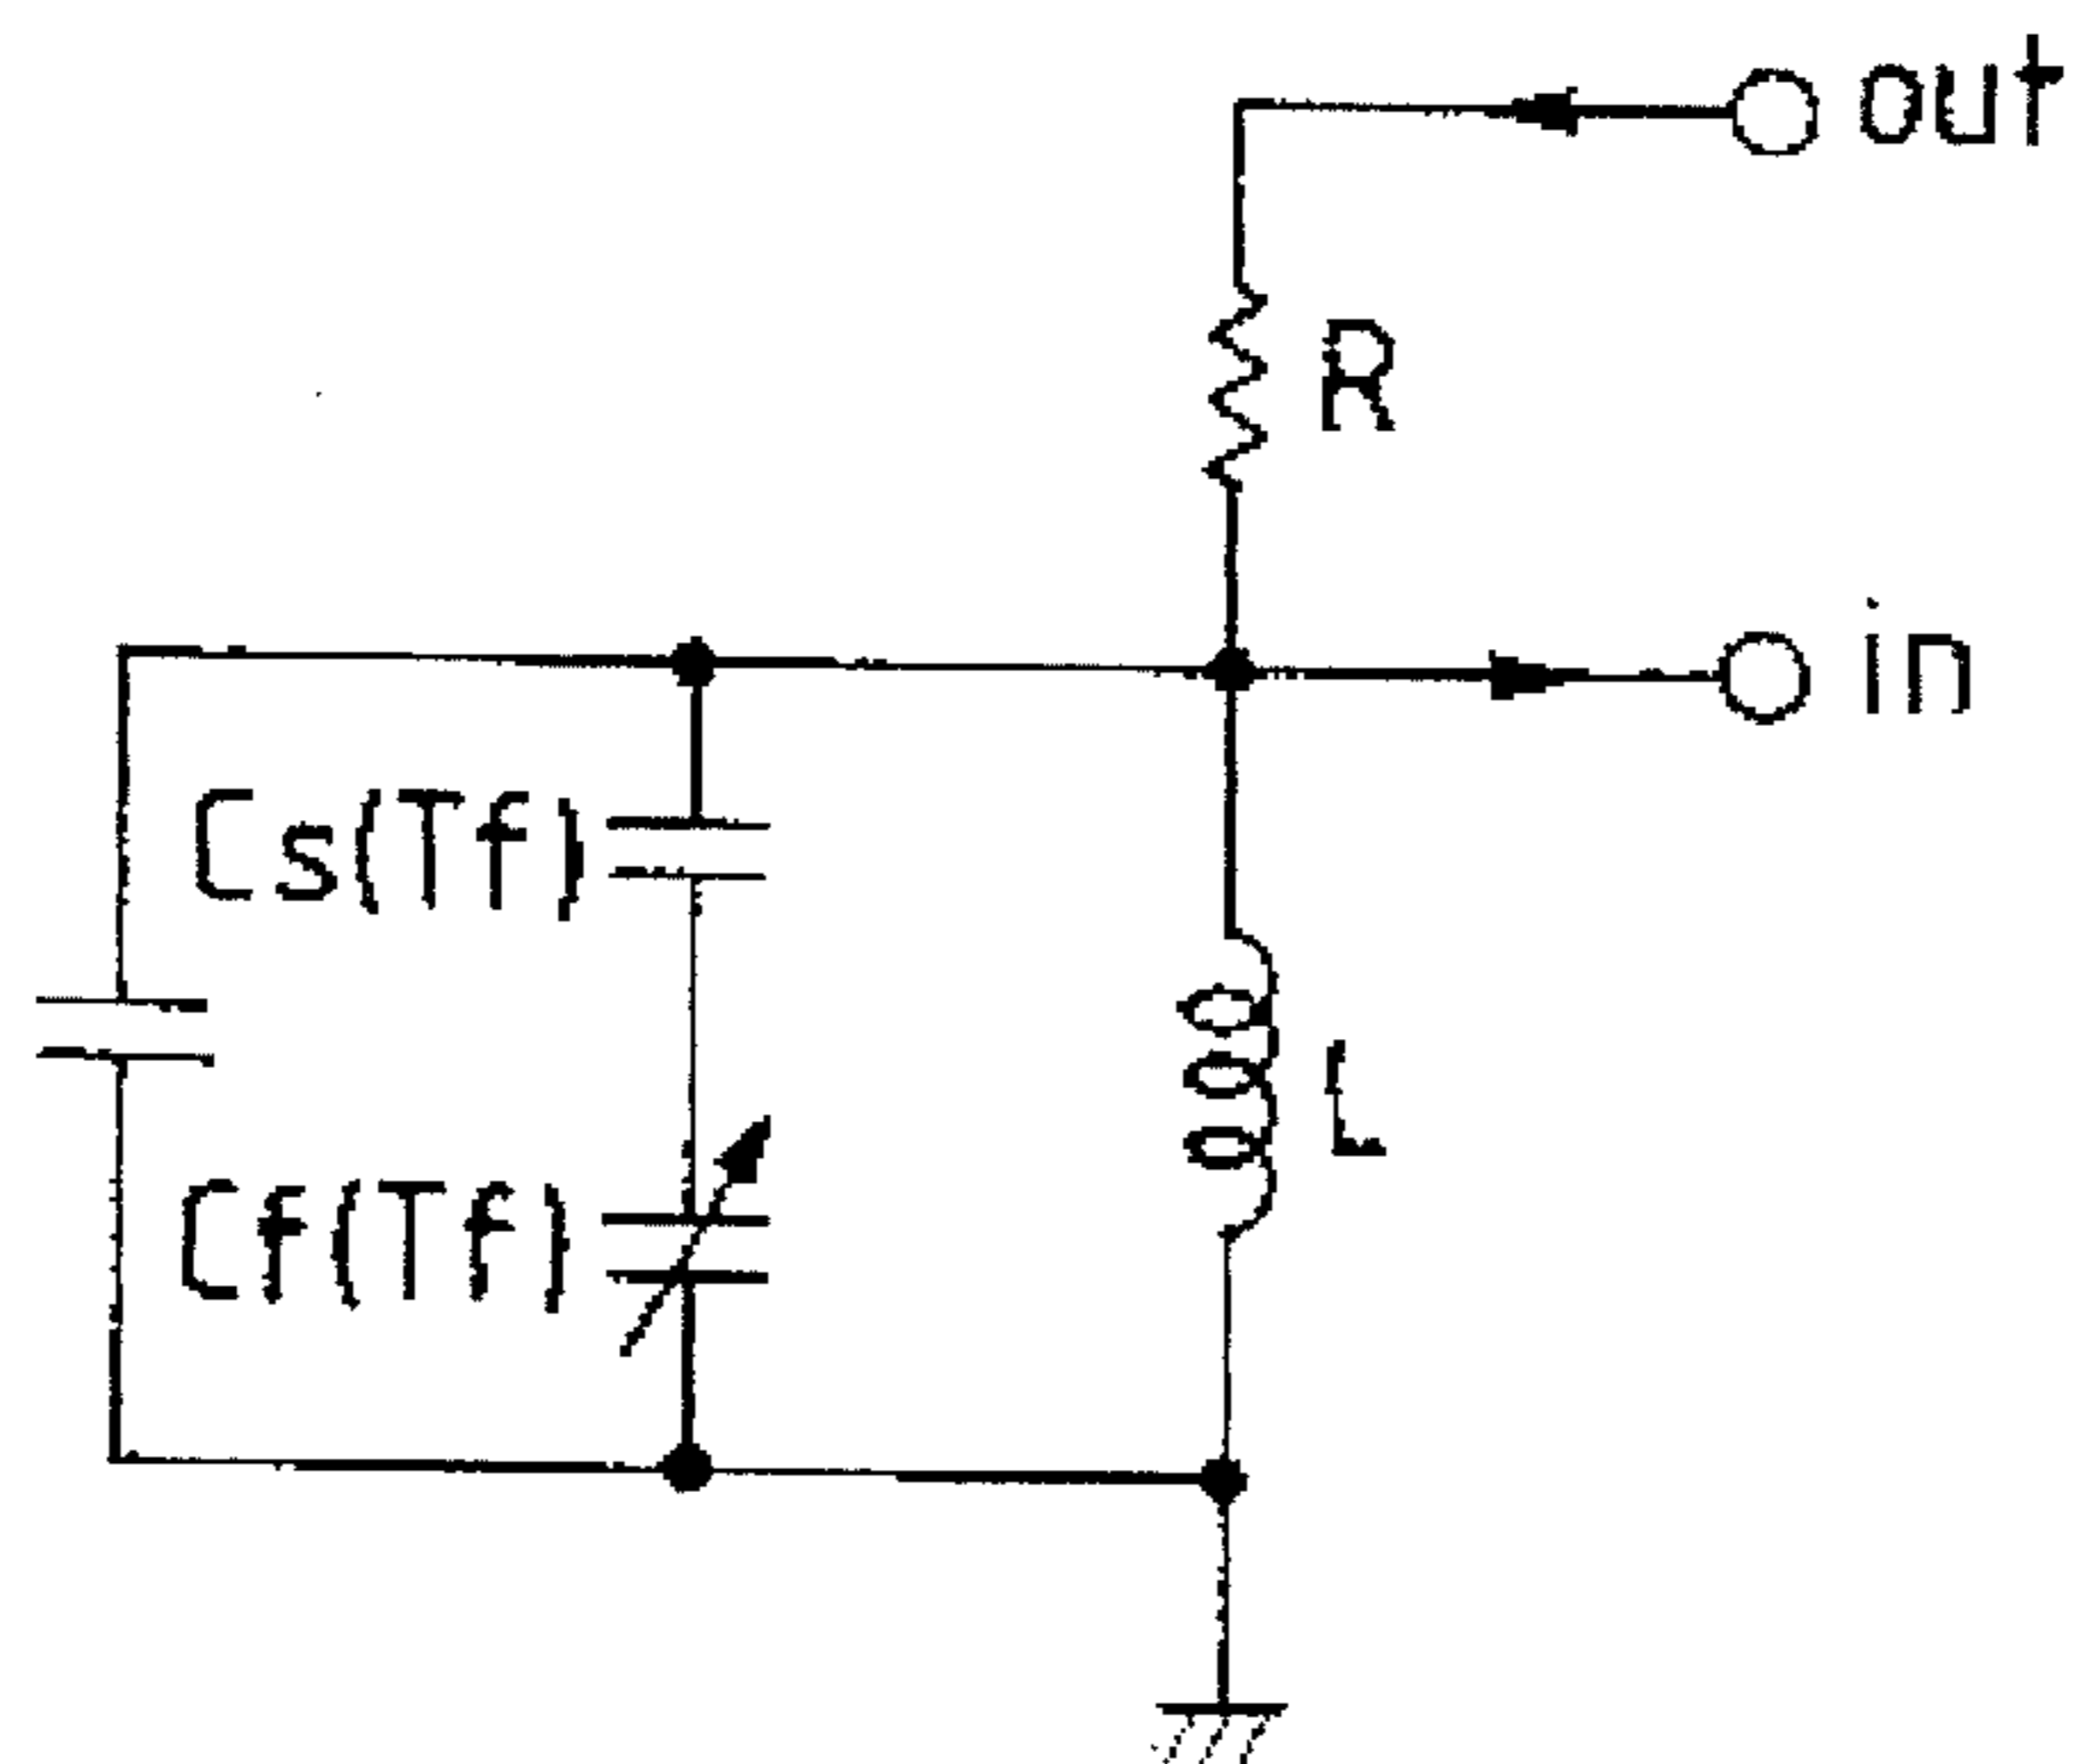 out
R
in
Cs(Tf)
L
Cf(Tf)